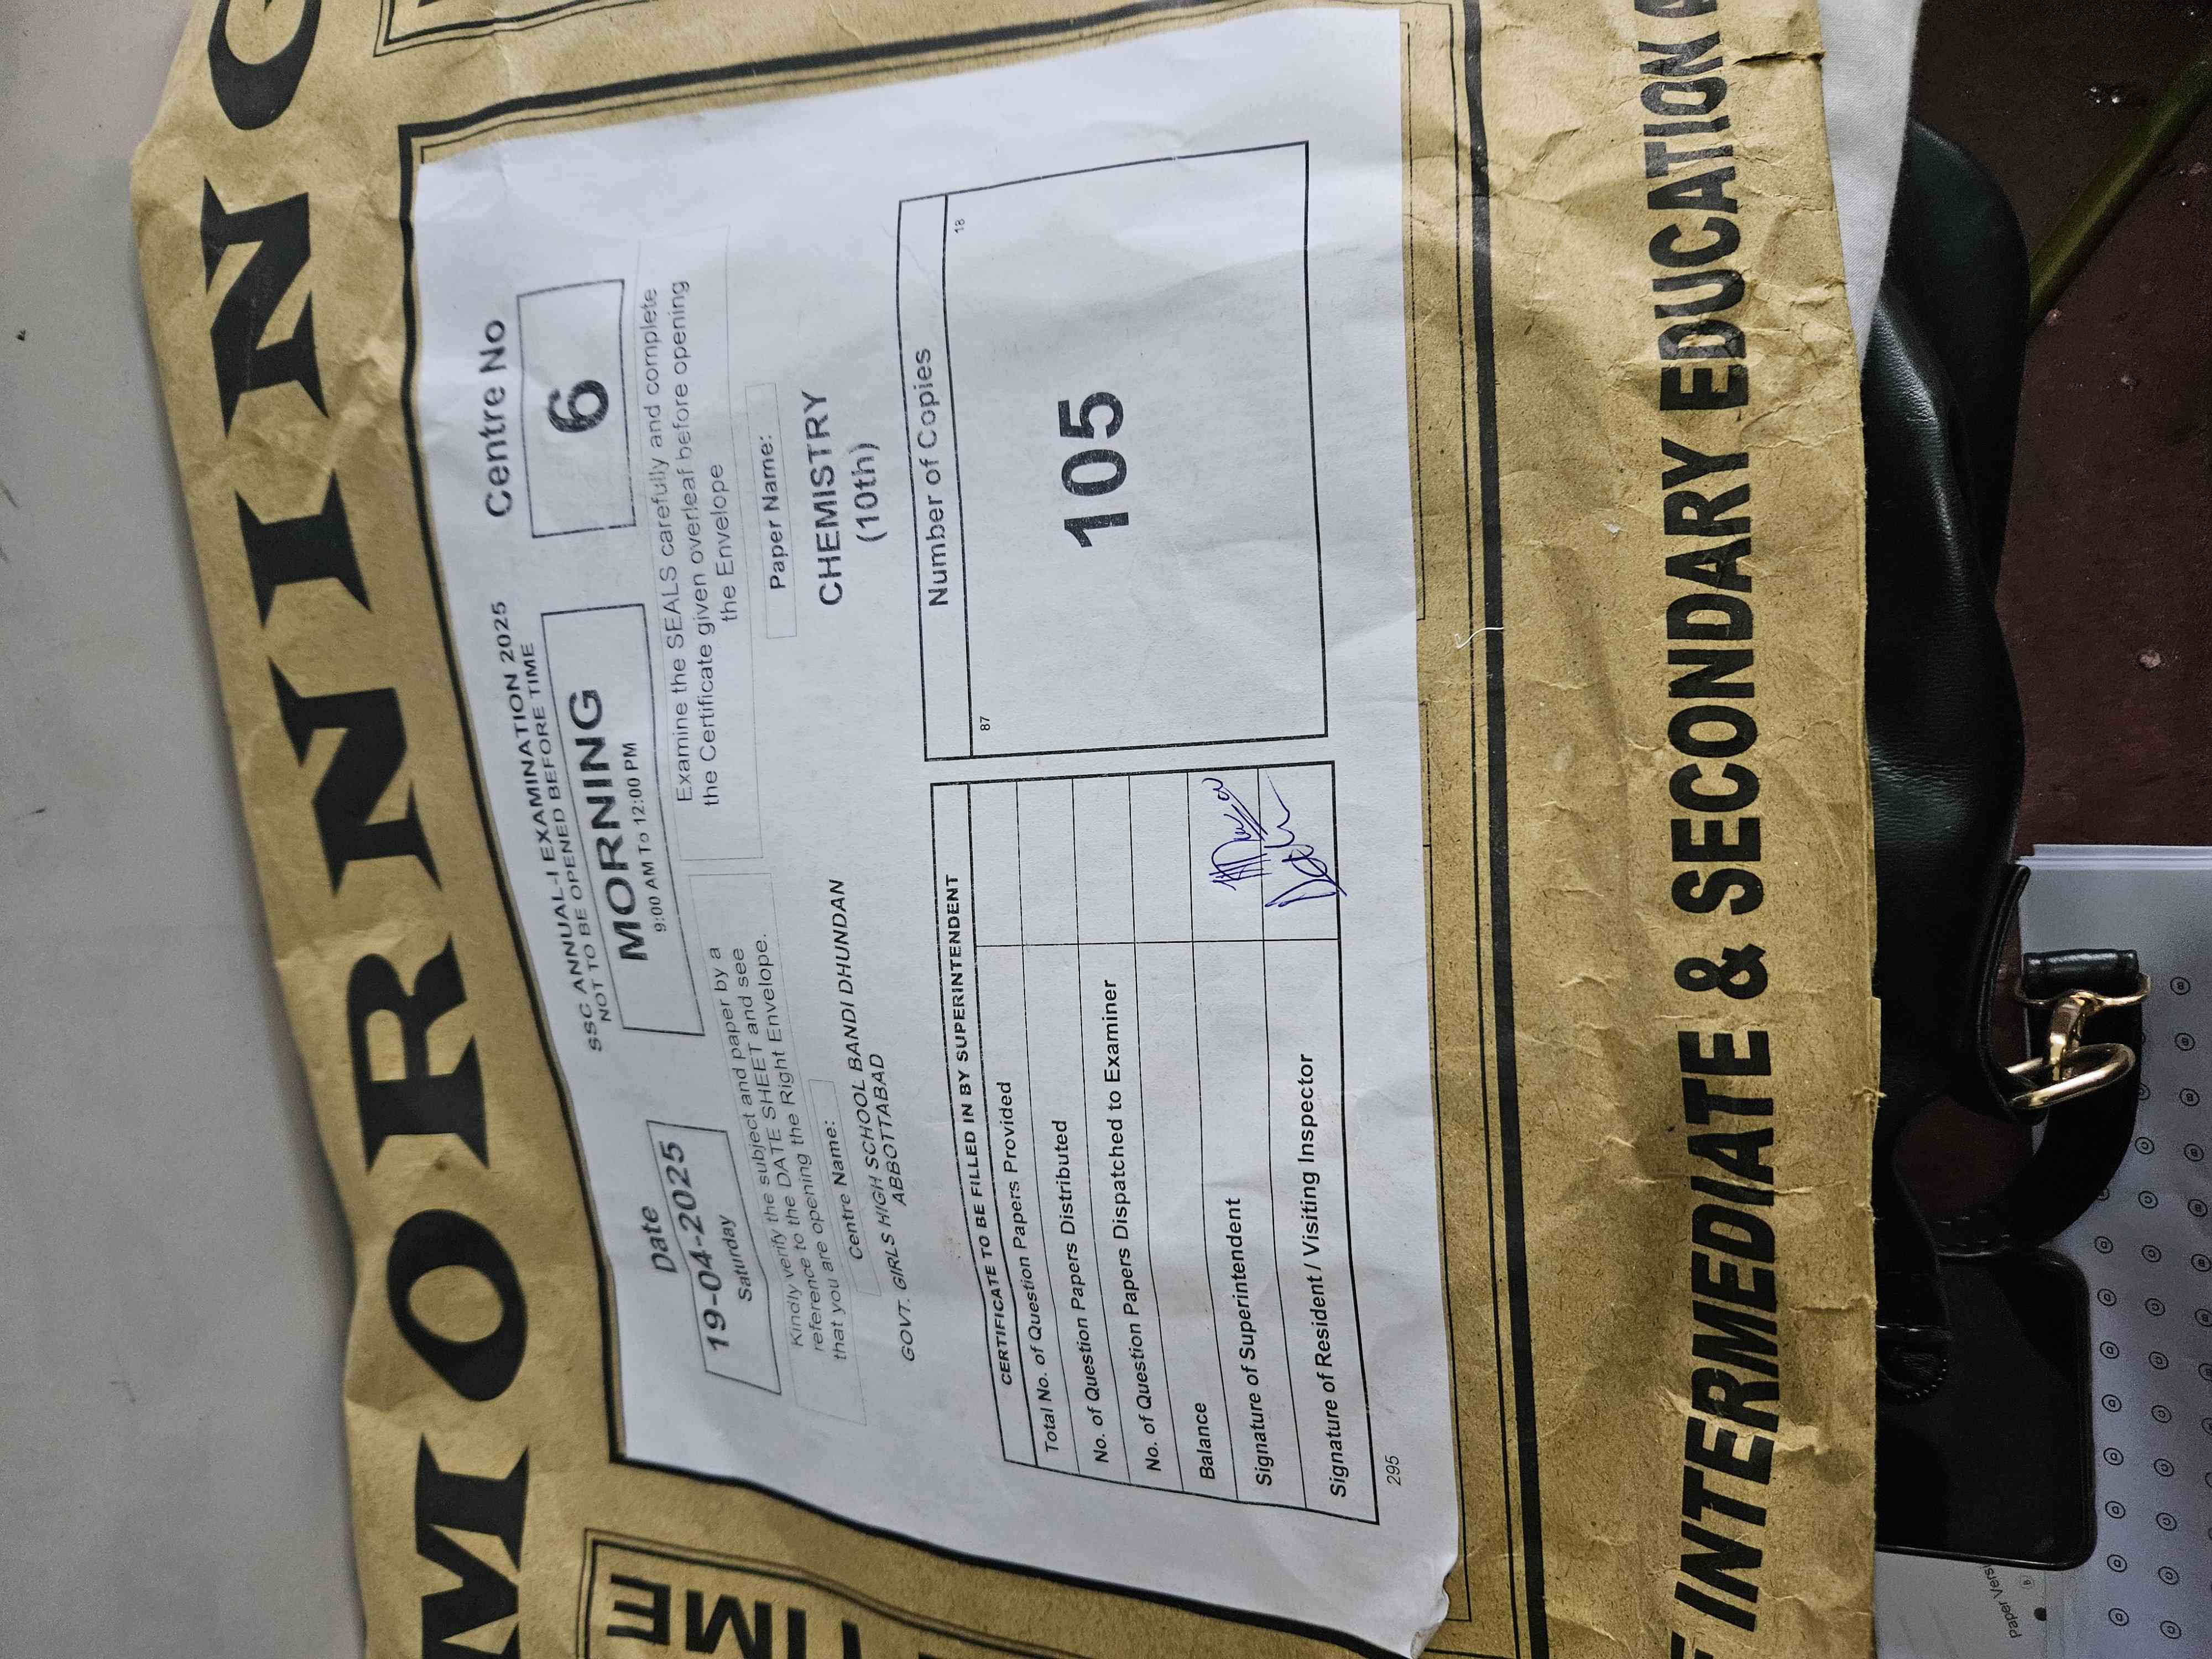 MORNING
TIME
SSC ANNUAL-I EXAMINATION 2025
NOT TO BE OPENED BEFORE TIME
Date
19-04-2025
Saturday
MORNING
9:00 AM To 12:00 PM
Centre No
6
Kindly verify the subject and paper by a
reference to the DATE SHEET and see
that you are opening the Right Envelope.
Examine the SEALS carefully and complete
the Certificate given overleaf before opening
the Envelope
Centre Name:
GOVT. GIRLS HIGH SCHOOL BANDI DHUNDAN
ABBOTTABAD
Paper Name:
CHEMISTRY
(10th)
CERTIFICATE TO BE FILLED IN BY SUPERINTENDENT
Total No. of Question Papers Provided
No. of Question Papers Distributed
No. of Question Papers Dispatched to Examiner
Balance
Signature of Superintendent
Signature of Resident / Visiting Inspector
Number of Copies
87
18
105
295
INTERMEDIATE & SECONDARY EDUCATION
Paper Vers